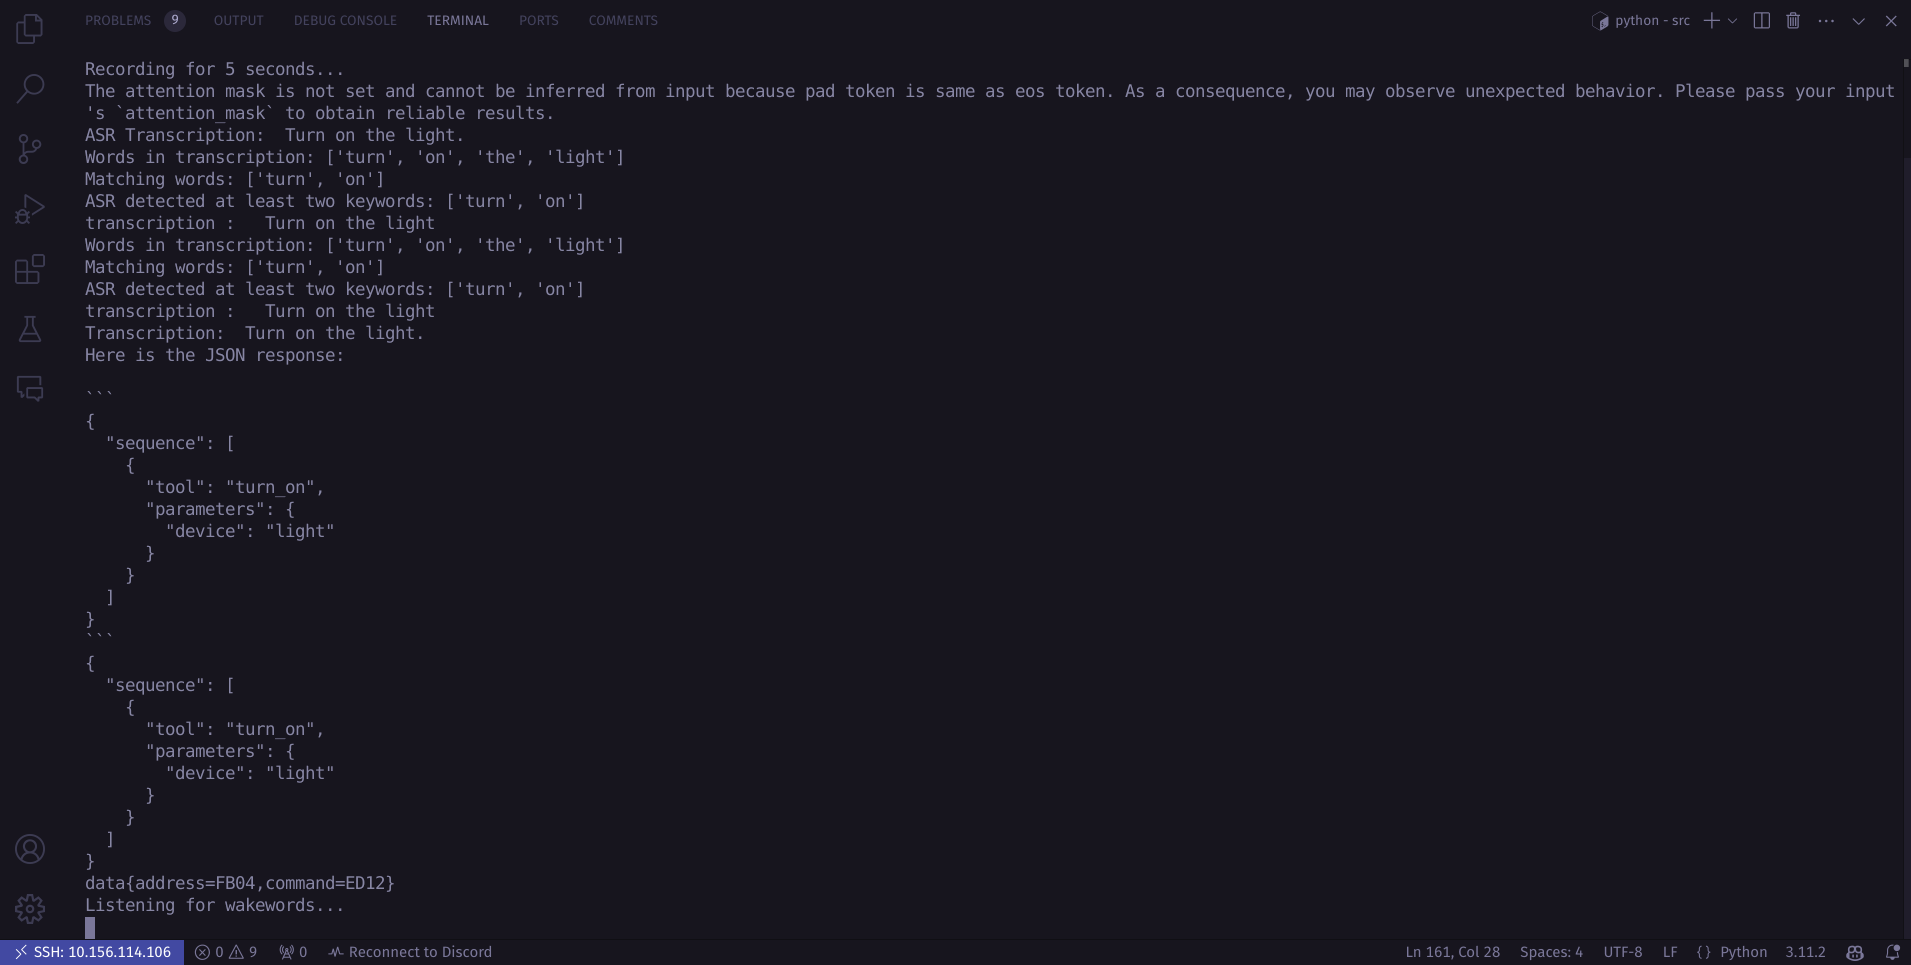 PROBLEMS 9 OUTPUT DEBUG CONSOLE TERMINAL PORTS COMMENTS python - src
Recording for 5 seconds...
The attention mask is not set and cannot be inferred from input because pad token is same as eos token. As a consequence, you may observe unexpected behavior. Please pass your input
's `attention_mask` to obtain reliable results.
ASR Transcription:  Turn on the light.
Words in transcription: ['turn', 'on', 'the', 'light']
Matching words: ['turn', 'on']
ASR detected at least two keywords: ['turn', 'on']
transcription :   Turn on the light
Words in transcription: ['turn', 'on', 'the', 'light']
Matching words: ['turn', 'on']
ASR detected at least two keywords: ['turn', 'on']
transcription :   Turn on the light
Transcription:  Turn on the light.
Here is the JSON response:

```
{
  "sequence": [
    {
      "tool": "turn_on",
      "parameters": {
        "device": "light"
      }
    }
  ]
}
```
{
  "sequence": [
    {
      "tool": "turn_on",
      "parameters": {
        "device": "light"
      }
    }
  ]
}
data{address=FB04,command=ED12}
Listening for wakewords...
SSH: 10.156.114.106 0 9 0 Reconnect to Discord Ln 161, Col 28 Spaces: 4 UTF-8 LF {} Python 3.11.2